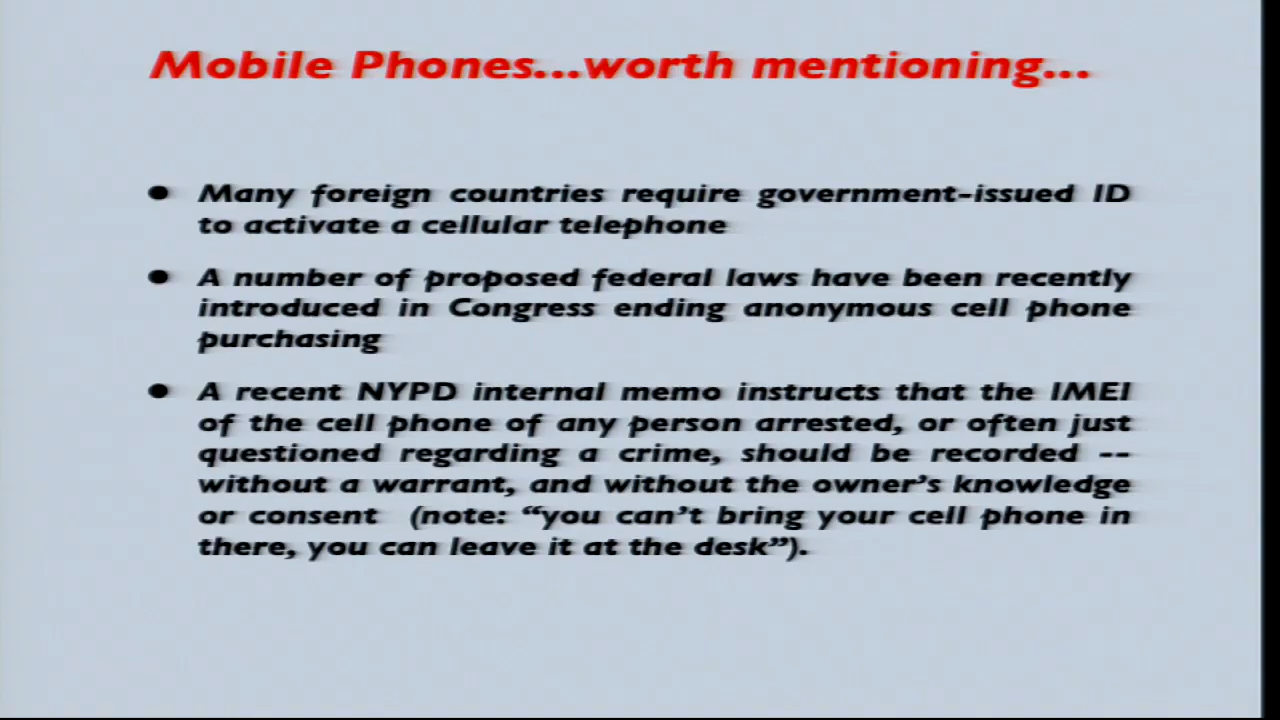 Mobile Phones...worth mentioning...
● Many foreign countries require government-issued ID
to activate a cellular telephone
● A number of proposed federal laws have been recently
introduced in Congress ending anonymous cell phone
purchasing
● A recent NYPD internal memo instructs that the IMEI
of the cell phone of any person arrested, or often just
questioned regarding a crime, should be recorded --
without a warrant, and without the owner’s knowledge
or consent (note: “you can’t bring your cell phone in
there, you can leave it at the desk”).